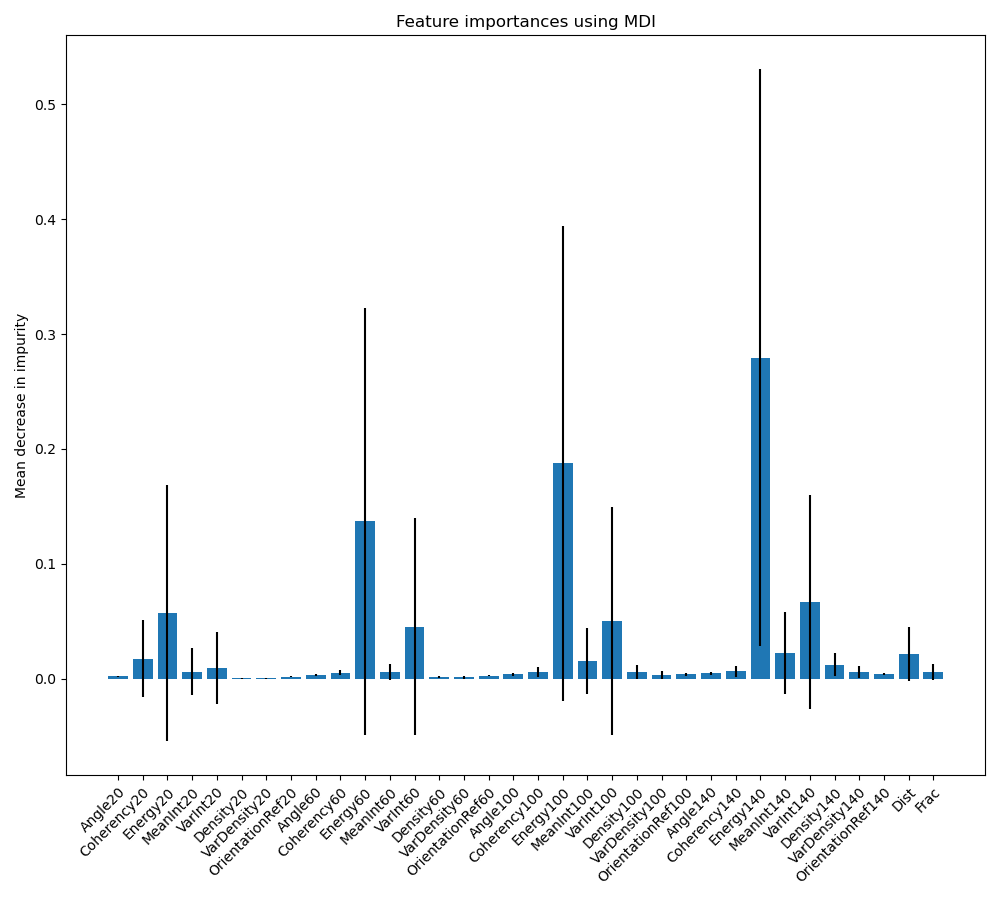 Feature importances using MDI
Mean decrease in impurity
0.5
0.4
0.3
0.2
0.1
0.0
Angle20
Coherency20
Energy20
MeanInt20
VarInt20
Density20
VarDensity20
OrientationRef20
Angle60
Coherency60
Energy60
MeanInt60
VarInt60
Density60
VarDensity60
OrientationRef60
Angle100
Coherency100
Energy100
MeanInt100
VarInt100
Density100
VarDensity100
OrientationRef100
Angle140
Coherency140
Energy140
MeanInt140
VarInt140
Density140
VarDensity140
OrientationRef140
Dist
Frac